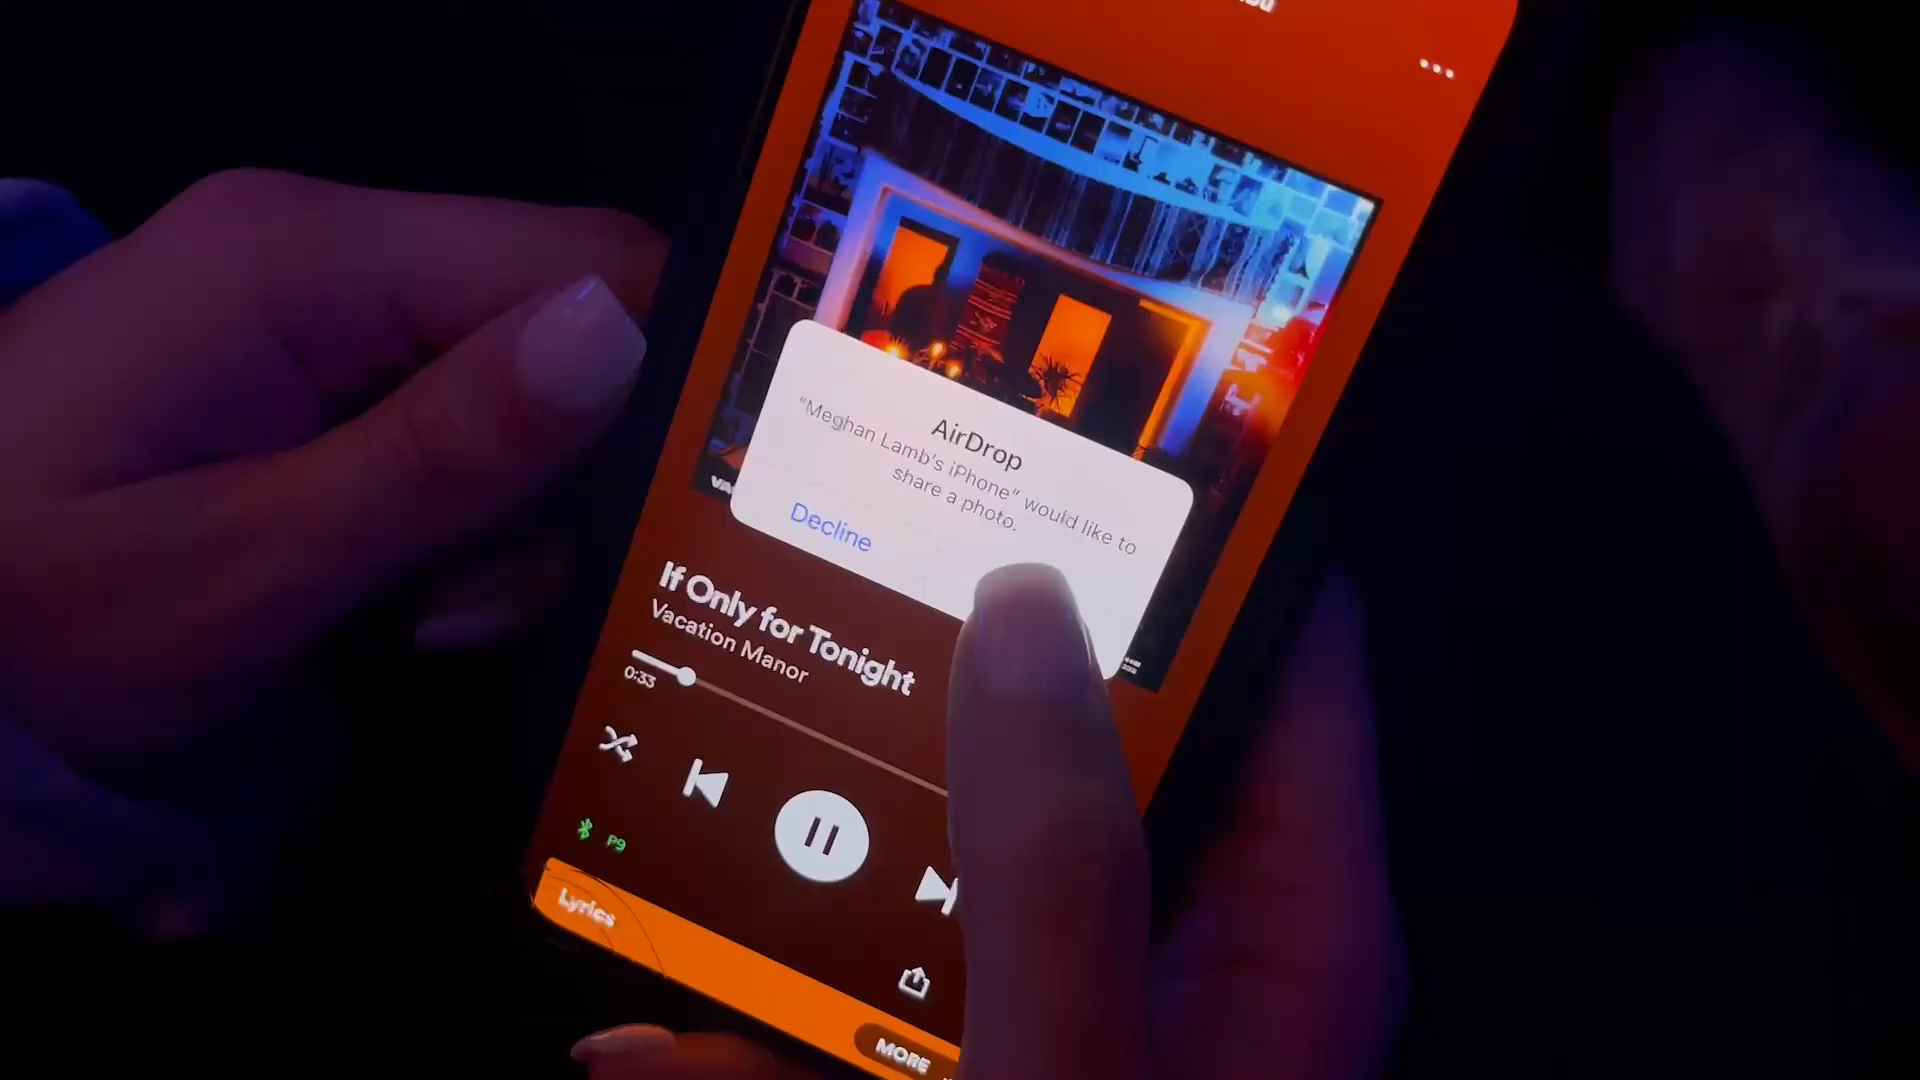 AirDrop
“Meghan Lamb’s iPhone” would like to
share a photo.
Decline
If Only for Tonight
Vacation Manor
0:33
P9
Lyrics
MORE